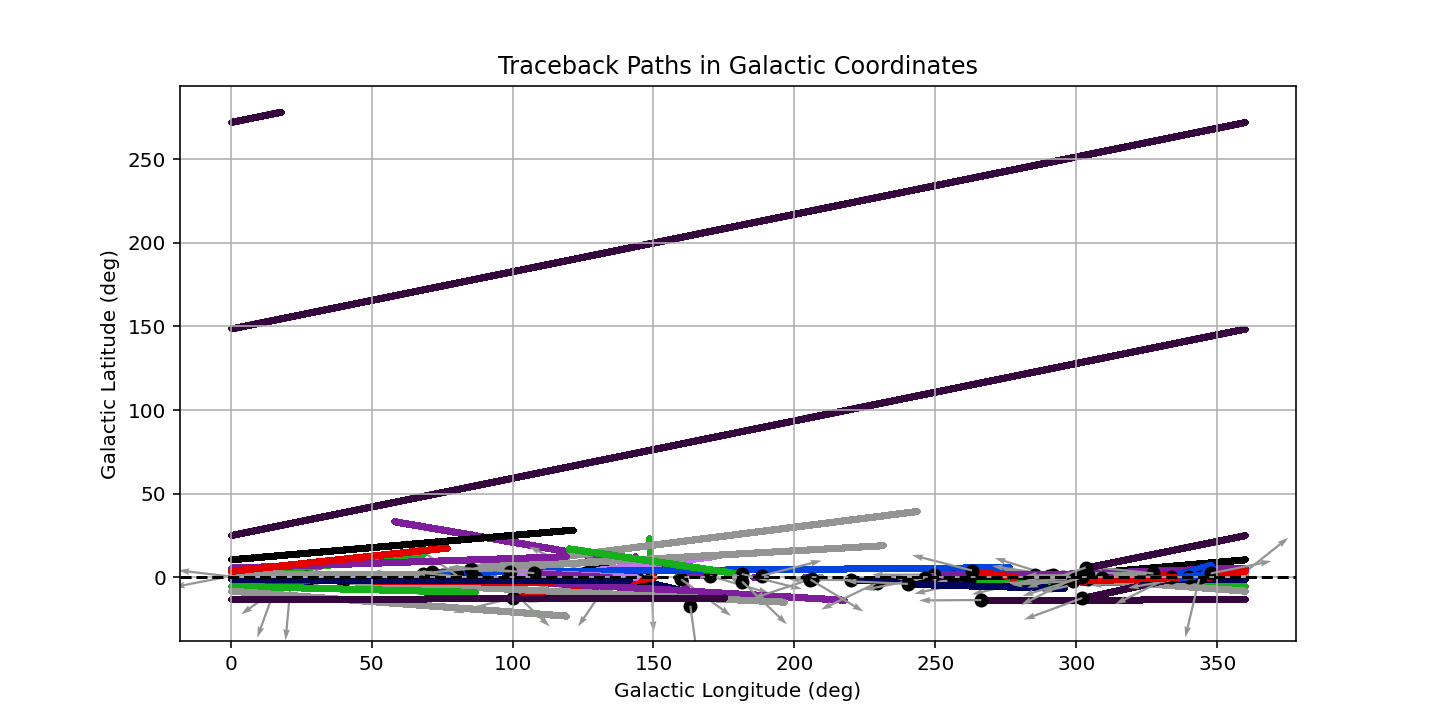 Traceback Paths in Galactic Coordinates
Galactic Latitude (deg)
250
200
150
100
50
0
0 50 100 150 200 250 300 350
Galactic Longitude (deg)